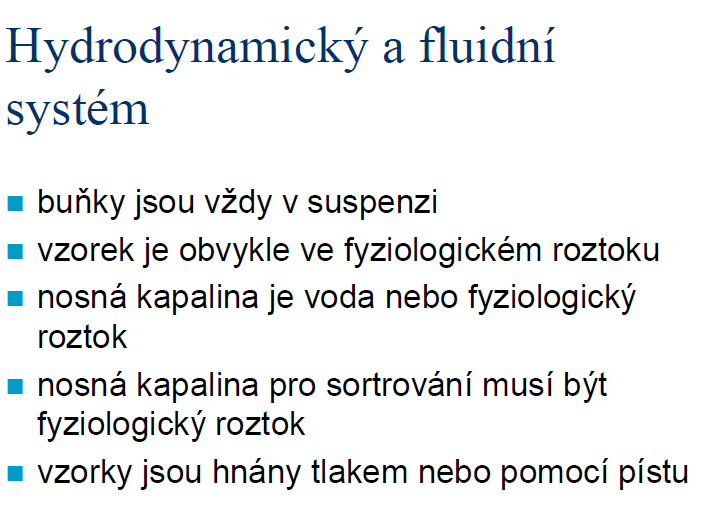 Hydrodynamický a fluidní
systém
buňky jsou vždy v suspenzi
vzorek je obvykle ve fyziologickém roztoku
nosná kapalina je voda nebo fyziologický
roztok
nosná kapalina pro sortrování musí být
fyziologický roztok
vzorky jsou hnány tlakem nebo pomocí pístu